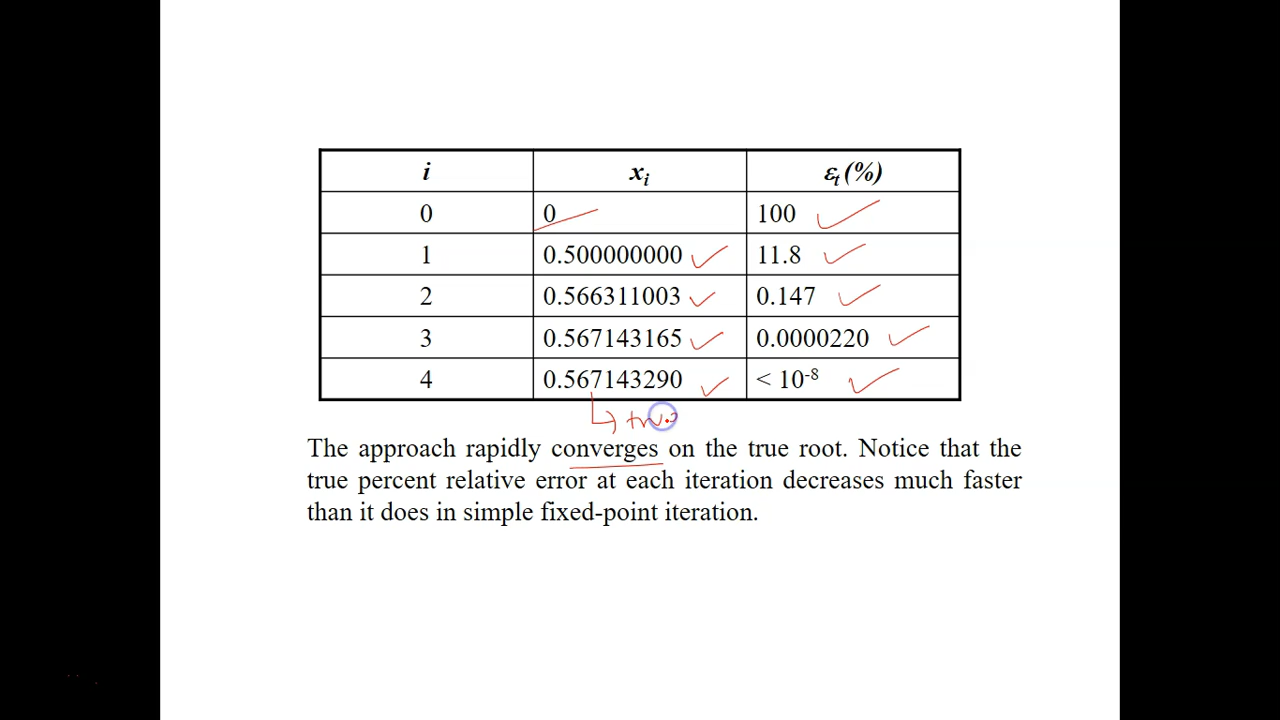 i x_i ε_t (%)
0 0 100
1 0.500000000 11.8
2 0.566311003 0.147
3 0.567143165 0.0000220
4 0.567143290 < 10⁻⁸
The approach rapidly converges on the true root. Notice that the
true percent relative error at each iteration decreases much faster
than it does in simple fixed-point iteration.